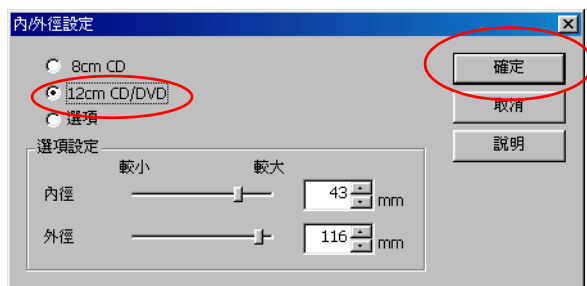 內/外徑設定
8cm CD
12cm CD/DVD
選項
確定
取消
說明
選項設定
較小 較大
內徑 43 mm
外徑 116 mm